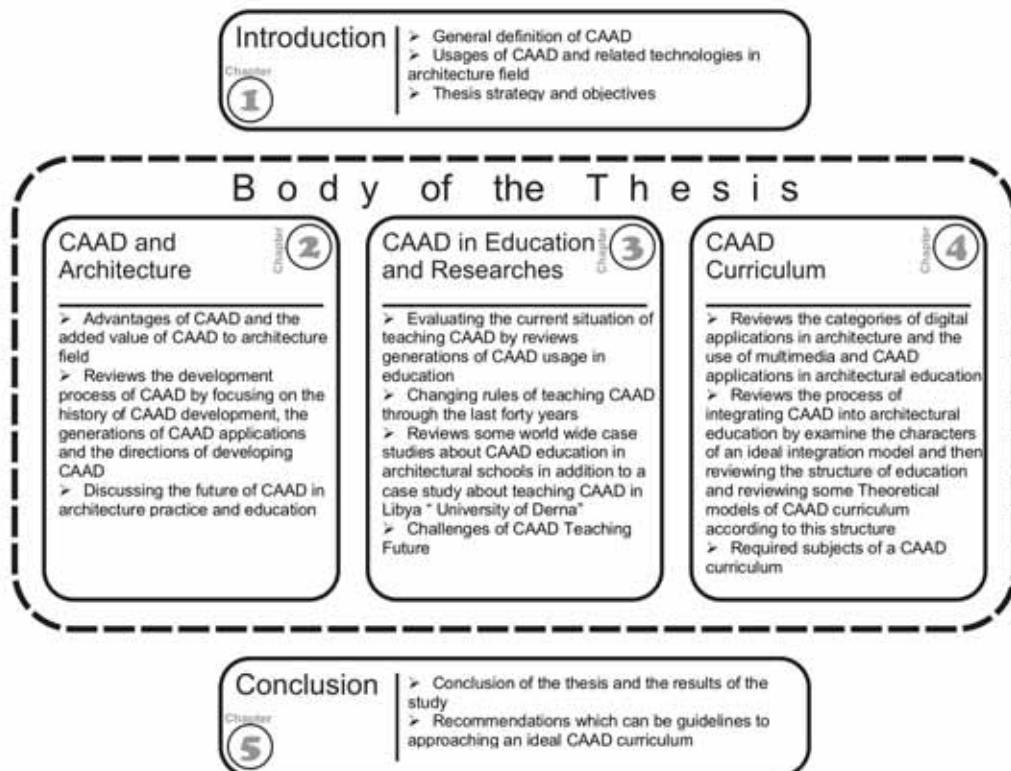 Introduction
Chapter
1
➢ General definition of CAAD
➢ Usages of CAAD and related technologies in
architecture field
➢ Thesis strategy and objectives
Body of the Thesis
CAAD and
Architecture
Chapter
2
➢ Advantages of CAAD and the
added value of CAAD to architecture
field
➢ Reviews the development
process of CAAD by focusing on the
history of CAAD development, the
generations of CAAD applications
and the directions of developing
CAAD
➢ Discussing the future of CAAD in
architecture practice and education
CAAD in Education
and Researches
Chapter
3
➢ Evaluating the current situation of
teaching CAAD by reviews
generations of CAAD usage in
education
➢ Changing rules of teaching CAAD
through the last forty years
➢ Reviews some world wide case
studies about CAAD education in
architectural schools in addition to a
case study about teaching CAAD in
Libya " University of Derna"
➢ Challenges of CAAD Teaching
Future
CAAD
Curriculum
Chapter
4
➢ Reviews the categories of digital
applications in architecture and the
use of multimedia and CAAD
applications in architectural education
➢ Reviews the process of
integrating CAAD into architectural
education by examine the characters
of an ideal integration model and then
reviewing the structure of education
and reviewing some Theoretical
models of CAAD curriculum
according to this structure
➢ Required subjects of a CAAD
curriculum
Conclusion
Chapter
5
➢ Conclusion of the thesis and the results of the
study
➢ Recommendations which can be guidelines to
approaching an ideal CAAD curriculum